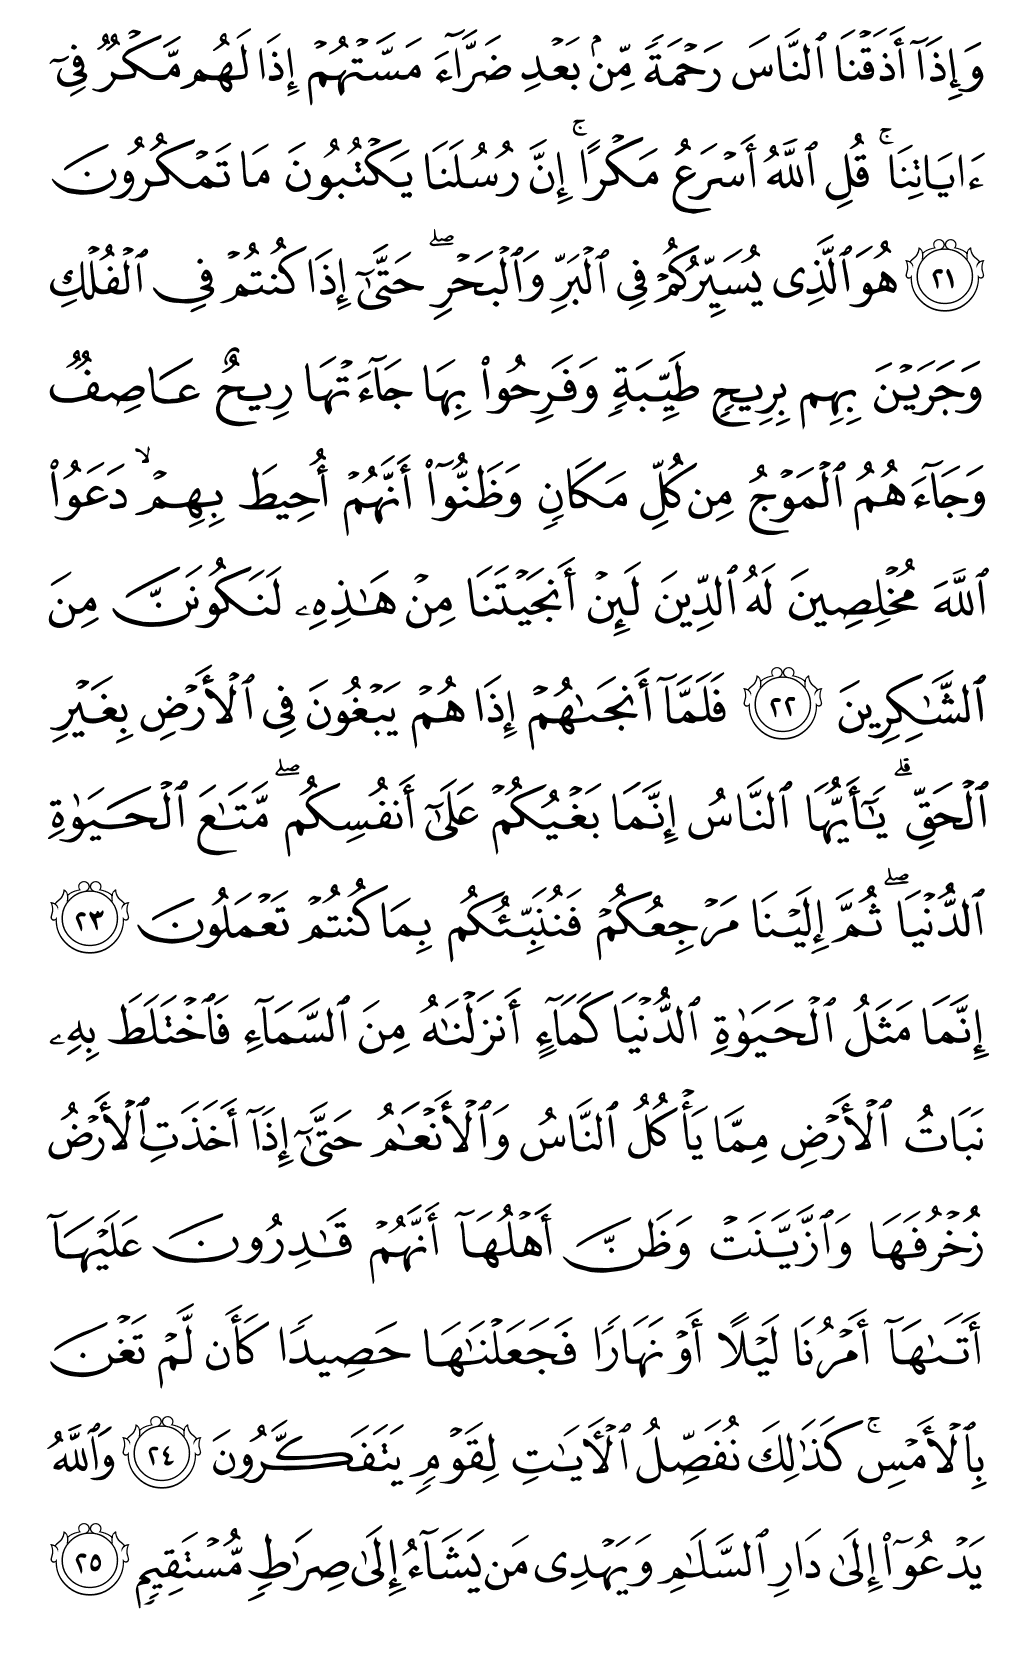 وَإِذَآ أَذَقْنَا ٱلنَّاسَ رَحْمَةً مِّنۢ بَعْدِ ضَرَّآءَ مَسَّتْهُمْ إِذَا لَهُم مَّكْرٌ فِىٓ
ءَايَاتِنَا ۚ قُلِ ٱللَّهُ أَسْرَعُ مَكْرًا ۚ إِنَّ رُسُلَنَا يَكْتُبُونَ مَا تَمْكُرُونَ
٢١ هُوَ ٱلَّذِى يُسَيِّرُكُمْ فِى ٱلْبَرِّ وَٱلْبَحْرِ ۖ حَتَّىٰٓ إِذَا كُنتُمْ فِى ٱلْفُلْكِ
وَجَرَيْنَ بِهِم بِرِيحٍ طَيِّبَةٍ وَفَرِحُوا۟ بِهَا جَآءَتْهَا رِيحٌ عَاصِفٌ
وَجَآءَهُمُ ٱلْمَوْجُ مِن كُلِّ مَكَانٍ وَظَنُّوٓا۟ أَنَّهُمْ أُحِيطَ بِهِمْ ۙ دَعَوُا۟
ٱللَّهَ مُخْلِصِينَ لَهُ ٱلدِّينَ لَئِنْ أَنجَيْتَنَا مِنْ هَٰذِهِۦ لَنَكُونَنَّ مِنَ
ٱلشَّٰكِرِينَ ٢٢ فَلَمَّآ أَنجَىٰهُمْ إِذَا هُمْ يَبْغُونَ فِى ٱلْأَرْضِ بِغَيْرِ
ٱلْحَقِّ ۗ يَٰٓأَيُّهَا ٱلنَّاسُ إِنَّمَا بَغْيُكُمْ عَلَىٰٓ أَنفُسِكُم ۖ مَّتَٰعَ ٱلْحَيَوٰةِ
ٱلدُّنْيَا ۖ ثُمَّ إِلَيْنَا مَرْجِعُكُمْ فَنُنَبِّئُكُم بِمَا كُنتُمْ تَعْمَلُونَ ٢٣
إِنَّمَا مَثَلُ ٱلْحَيَوٰةِ ٱلدُّنْيَا كَمَآءٍ أَنزَلْنَٰهُ مِنَ ٱلسَّمَآءِ فَٱخْتَلَطَ بِهِۦ
نَبَاتُ ٱلْأَرْضِ مِمَّا يَأْكُلُ ٱلنَّاسُ وَٱلْأَنْعَٰمُ حَتَّىٰٓ إِذَآ أَخَذَتِ ٱلْأَرْضُ
زُخْرُفَهَا وَٱزَّيَّنَتْ وَظَنَّ أَهْلُهَآ أَنَّهُمْ قَٰدِرُونَ عَلَيْهَآ
أَتَىٰهَآ أَمْرُنَا لَيْلًا أَوْ نَهَارًا فَجَعَلْنَٰهَا حَصِيدًا كَأَن لَّمْ تَغْنَ
بِٱلْأَمْسِ ۚ كَذَٰلِكَ نُفَصِّلُ ٱلْءَايَٰتِ لِقَوْمٍ يَتَفَكَّرُونَ ٢٤ وَٱللَّهُ
يَدْعُوٓا۟ إِلَىٰ دَارِ ٱلسَّلَٰمِ وَيَهْدِى مَن يَشَآءُ إِلَىٰ صِرَٰطٍ مُّسْتَقِيمٍ ٢٥